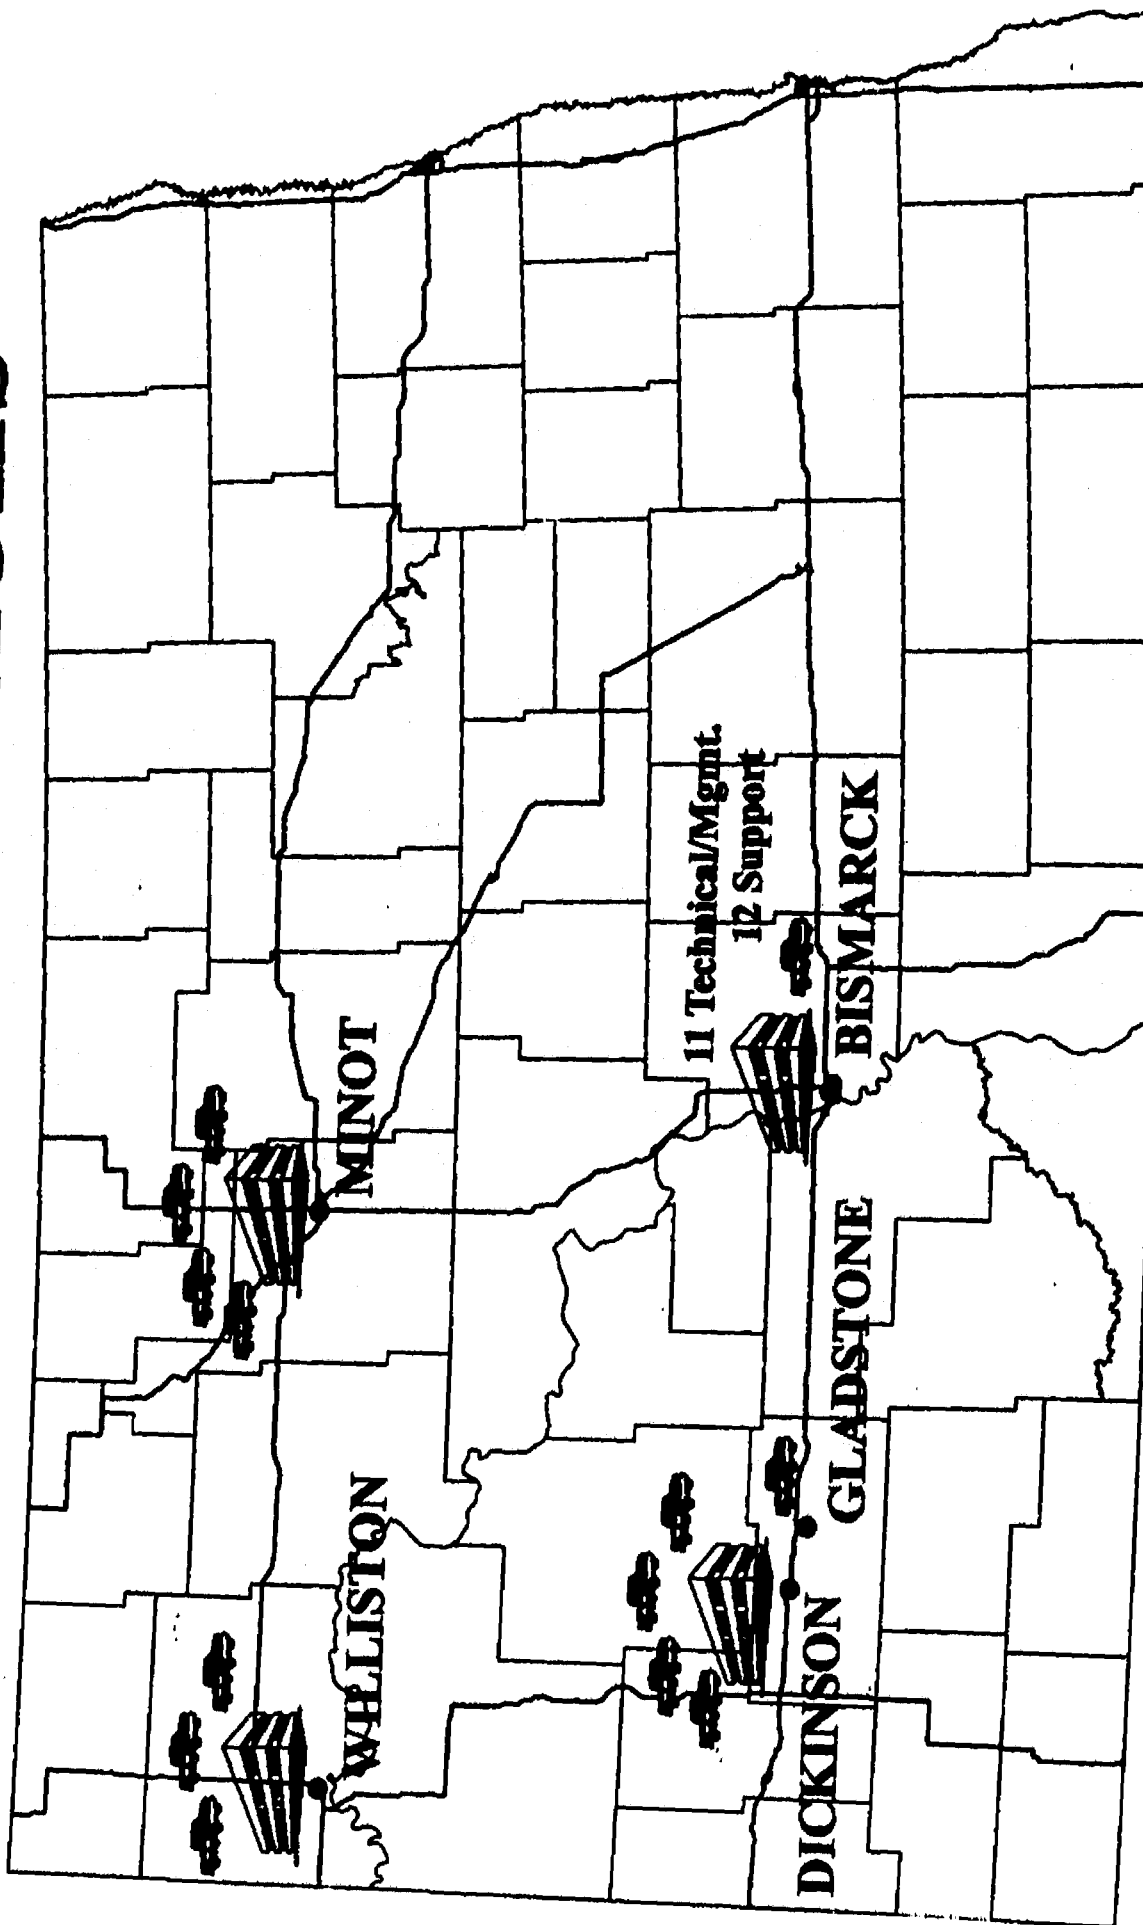 WILLISTON
MINOT
11 Technical/Mgmt.
12 Support
BISMARCK
GLADSTONE
DICKINSON